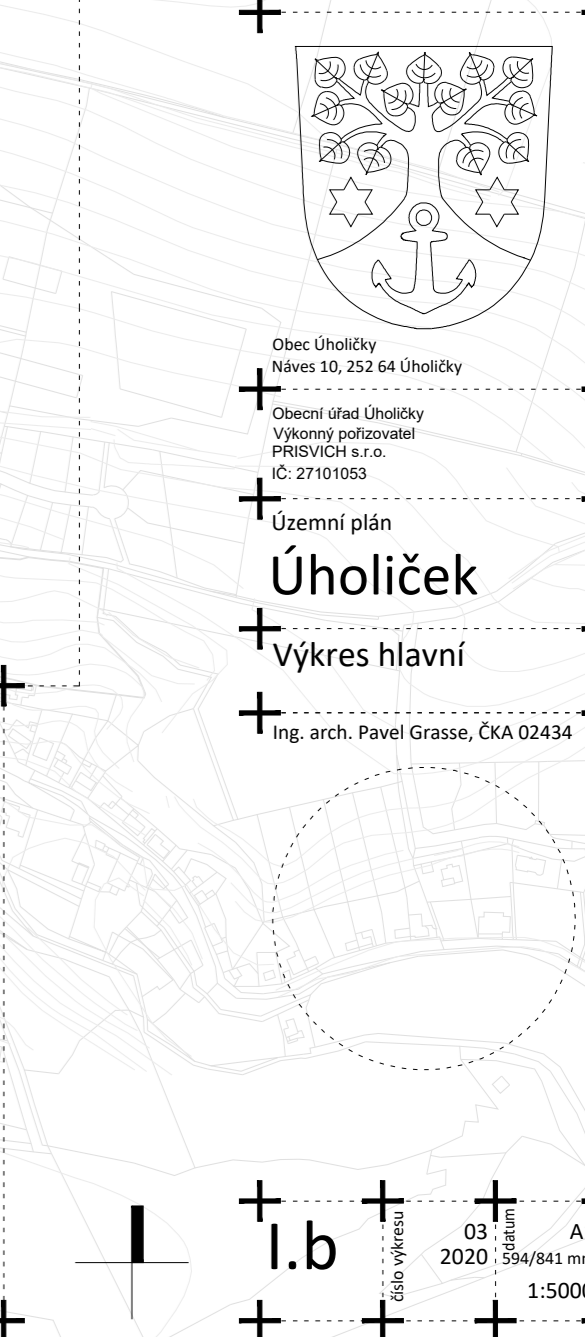 Obec Úholičky
Náves 10, 252 64 Úholičky
Obecní úřad Úholičky
Výkonný pořizovatel
PRISVICH s.r.o.
IČ: 27101053
Územní plán
Úholiček
Výkres hlavní
Ing. arch. Pavel Grasse, ČKA 02434
I.b
číslo výkresu
03
2020
datum
A
594/841 m
1:5000